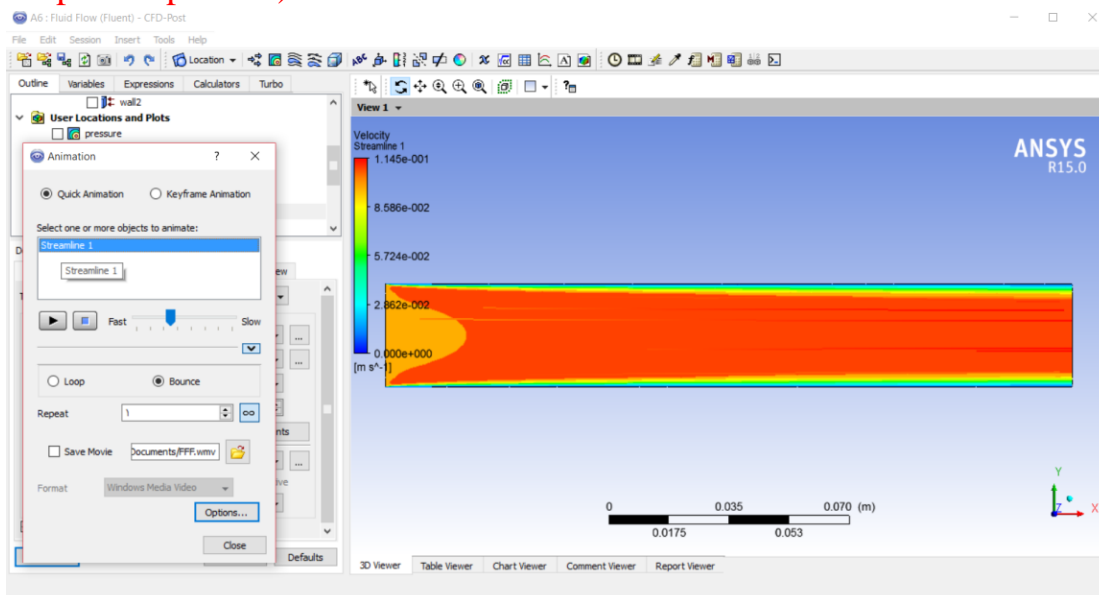 A6 : Fluid Flow (Fluent) - CFD-Post
File Edit Session Insert Tools Help
Location
Outline Variables Expressions Calculators Turbo
wall2
User Locations and Plots
pressure
Animation ? ×
Quick Animation Keyframe Animation
Select one or more objects to animate:
Streamline 1
Streamline 1
Fast Slow
Loop Bounce
Repeat 1
Save Movie Documents/FFF.wmv
Format Windows Media Video
Options...
Close
Defaults
View 1
Velocity
Streamline 1
1.145e-001
8.586e-002
5.724e-002
2.862e-002
0.000e+000
[m s^-1]
ANSYS
R15.0
0 0.035 0.070 (m)
0.0175 0.053
Y
Z X
3D Viewer Table Viewer Chart Viewer Comment Viewer Report Viewer